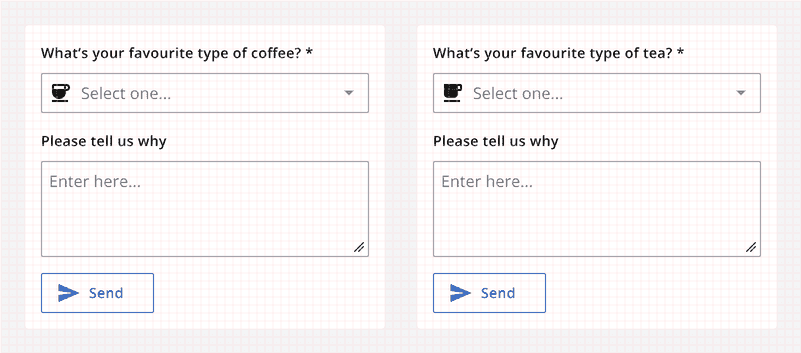 What's your favourite type of coffee? *
Select one...
Please tell us why
Enter here...
Send
What's your favourite type of tea? *
Select one...
Please tell us why
Enter here...
Send